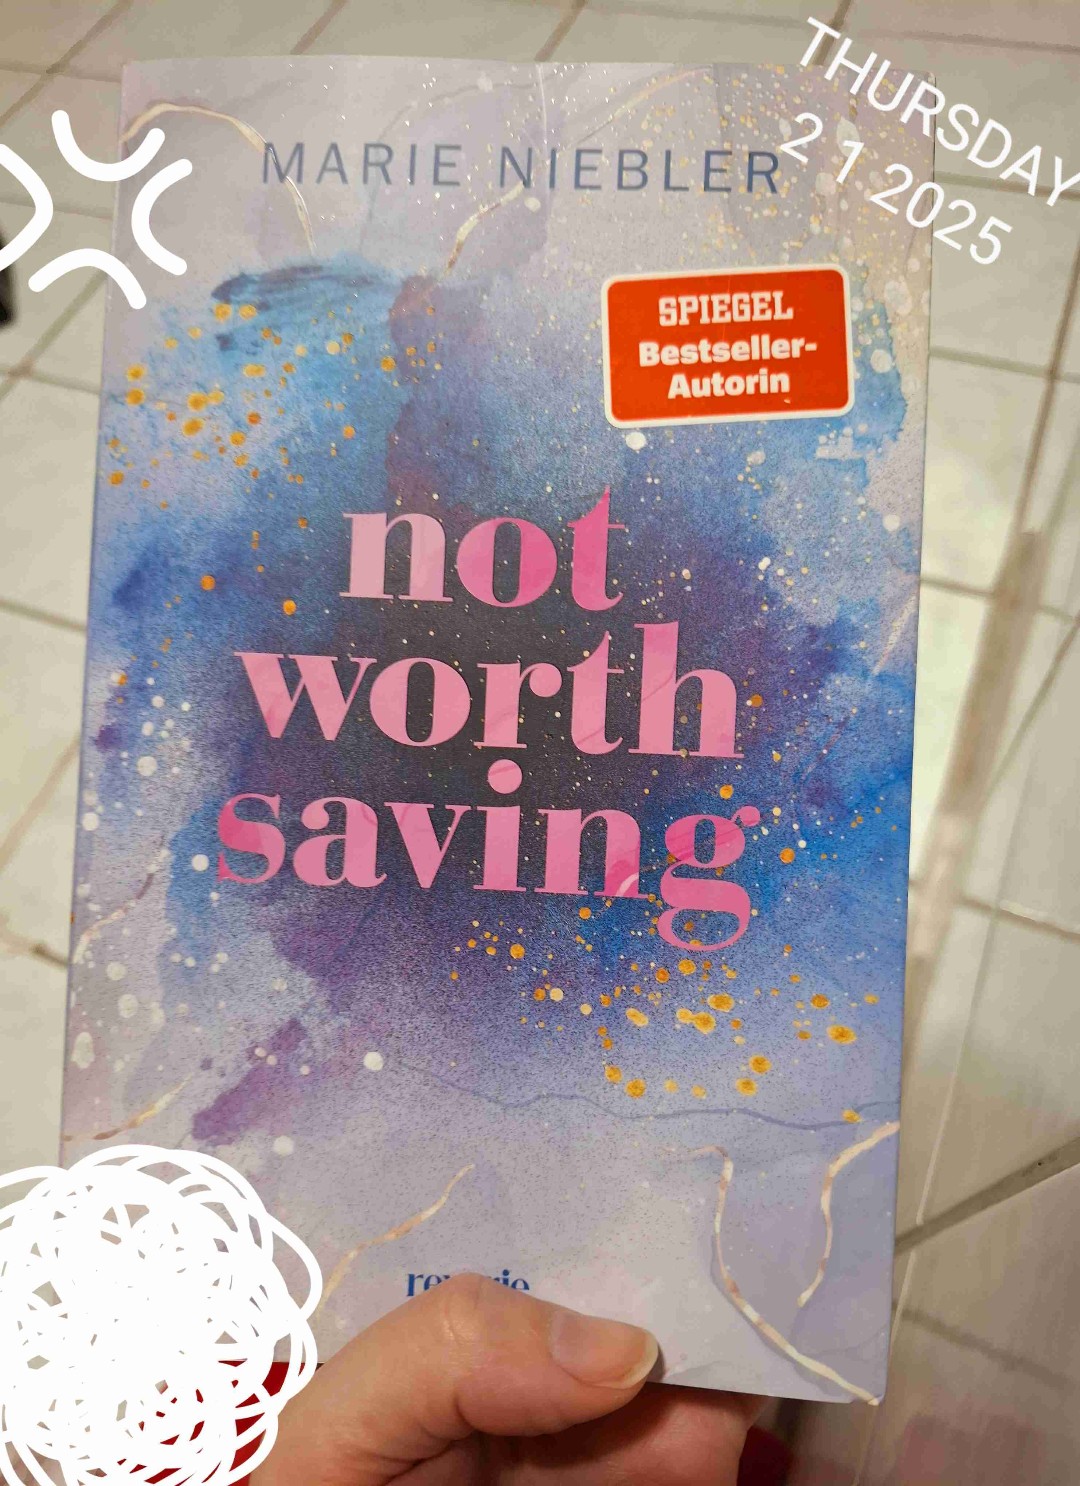 THURSDAY
2 1 2025
MARIE NIEBLER
SPIEGEL
Bestseller-
Autorin
not
worth
saving